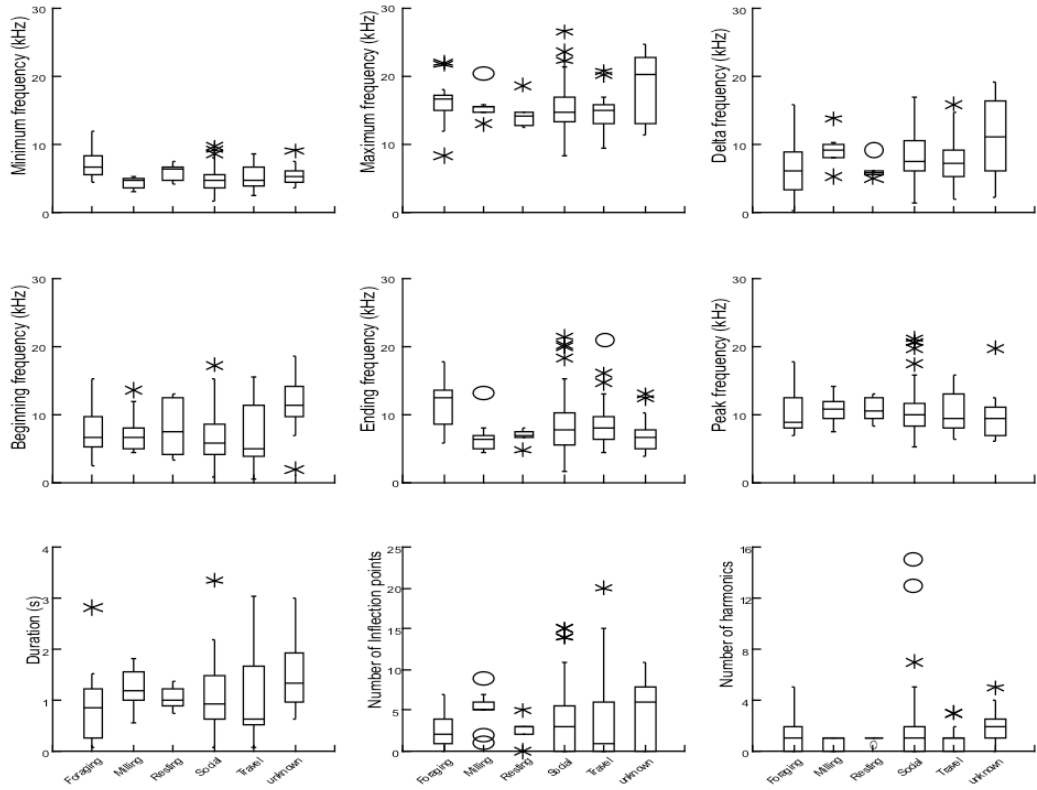 Minimum frequency (kHz)
30
20
10
0
Maximum frequency (kHz)
30
20
10
0
Delta frequency (kHz)
30
20
10
0
Beginning frequency (kHz)
30
20
10
0
Ending frequency (kHz)
30
20
10
0
Peak frequency (kHz)
30
20
10
0
Duration (s)
4
3
2
1
0
Foraging
Milling
Resting
Social
Travel
unknown
Number of Inflection points
25
20
15
10
5
0
Foraging
Milling
Resting
Social
Travel
unknown
Number of harmonics
16
12
8
4
0
Foraging
Milling
Resting
Social
Travel
unknown